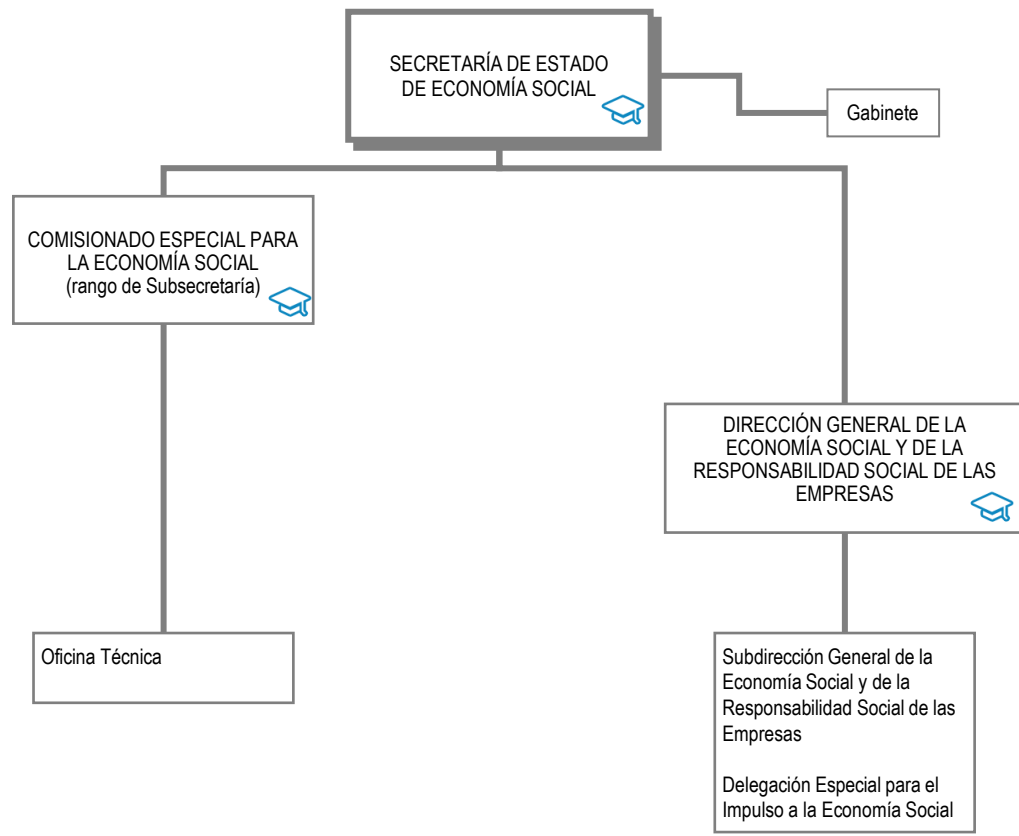 SECRETARÍA DE ESTADO
DE ECONOMÍA SOCIAL
Gabinete
COMISIONADO ESPECIAL PARA
LA ECONOMÍA SOCIAL
(rango de Subsecretaría)
DIRECCIÓN GENERAL DE LA
ECONOMÍA SOCIAL Y DE LA
RESPONSABILIDAD SOCIAL DE LAS
EMPRESAS
Oficina Técnica
Subdirección General de la
Economía Social y de la
Responsabilidad Social de las
Empresas
Delegación Especial para el
Impulso a la Economía Social